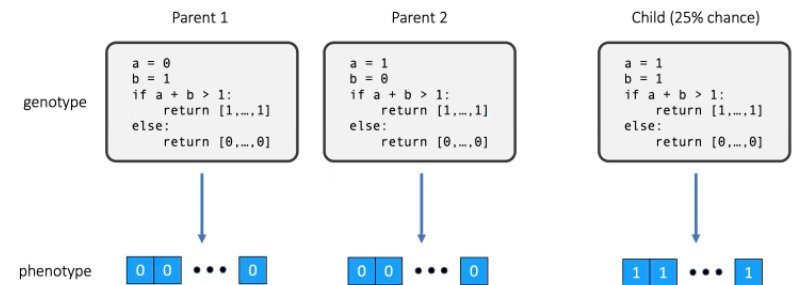 Parent 1 Parent 2 Child (25% chance)
genotype
a = 0
b = 1
if a + b > 1:
    return [1,…,1]
else:
    return [0,…,0]
a = 1
b = 0
if a + b > 1:
    return [1,…,1]
else:
    return [0,…,0]
a = 1
b = 1
if a + b > 1:
    return [1,…,1]
else:
    return [0,…,0]
phenotype
0 0 ••• 0
0 0 ••• 0
1 1 ••• 1